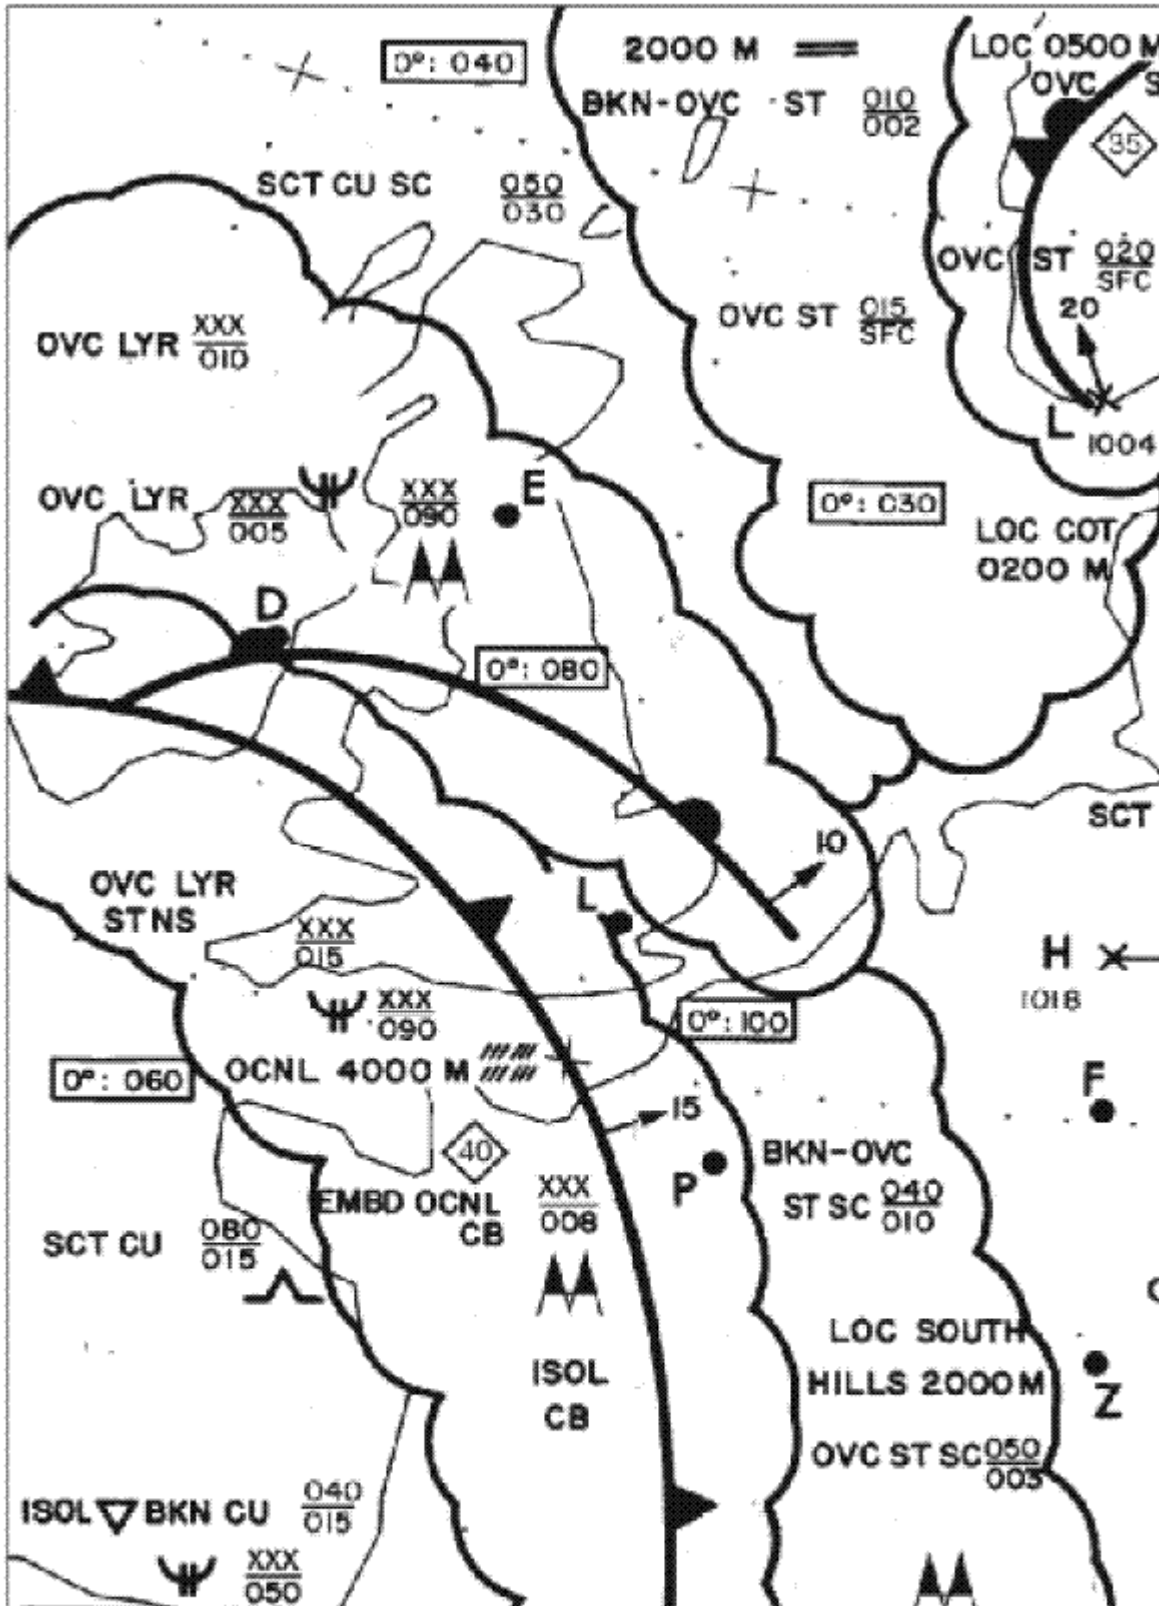 0°: 040
2000 M
LOC 0500 M
OVC S
BKN-OVC ST 010
002
35
SCT CU SC 050
030
OVC ST 020
SFC
OVC ST 015
SFC
20
OVC LYR XXX
010
L 1004
OVC LYR XXX
005
XXX
090
E
0°: 030
LOC COT
0200 M
D
0°: 080
SCT
10
OVC LYR
STNS
XXX
015
L
H
1018
XXX
090
0°: 100
0°: 060
OCNL 4000 M
F
15
40
P
BKN-OVC
ST SC 040
010
EMBD OCNL
CB
XXX
008
SCT CU 080
015
LOC SOUTH
HILLS 2000 M
ISOL
CB
Z
OVC ST SC 050
003
ISOL BKN CU 040
015
XXX
050